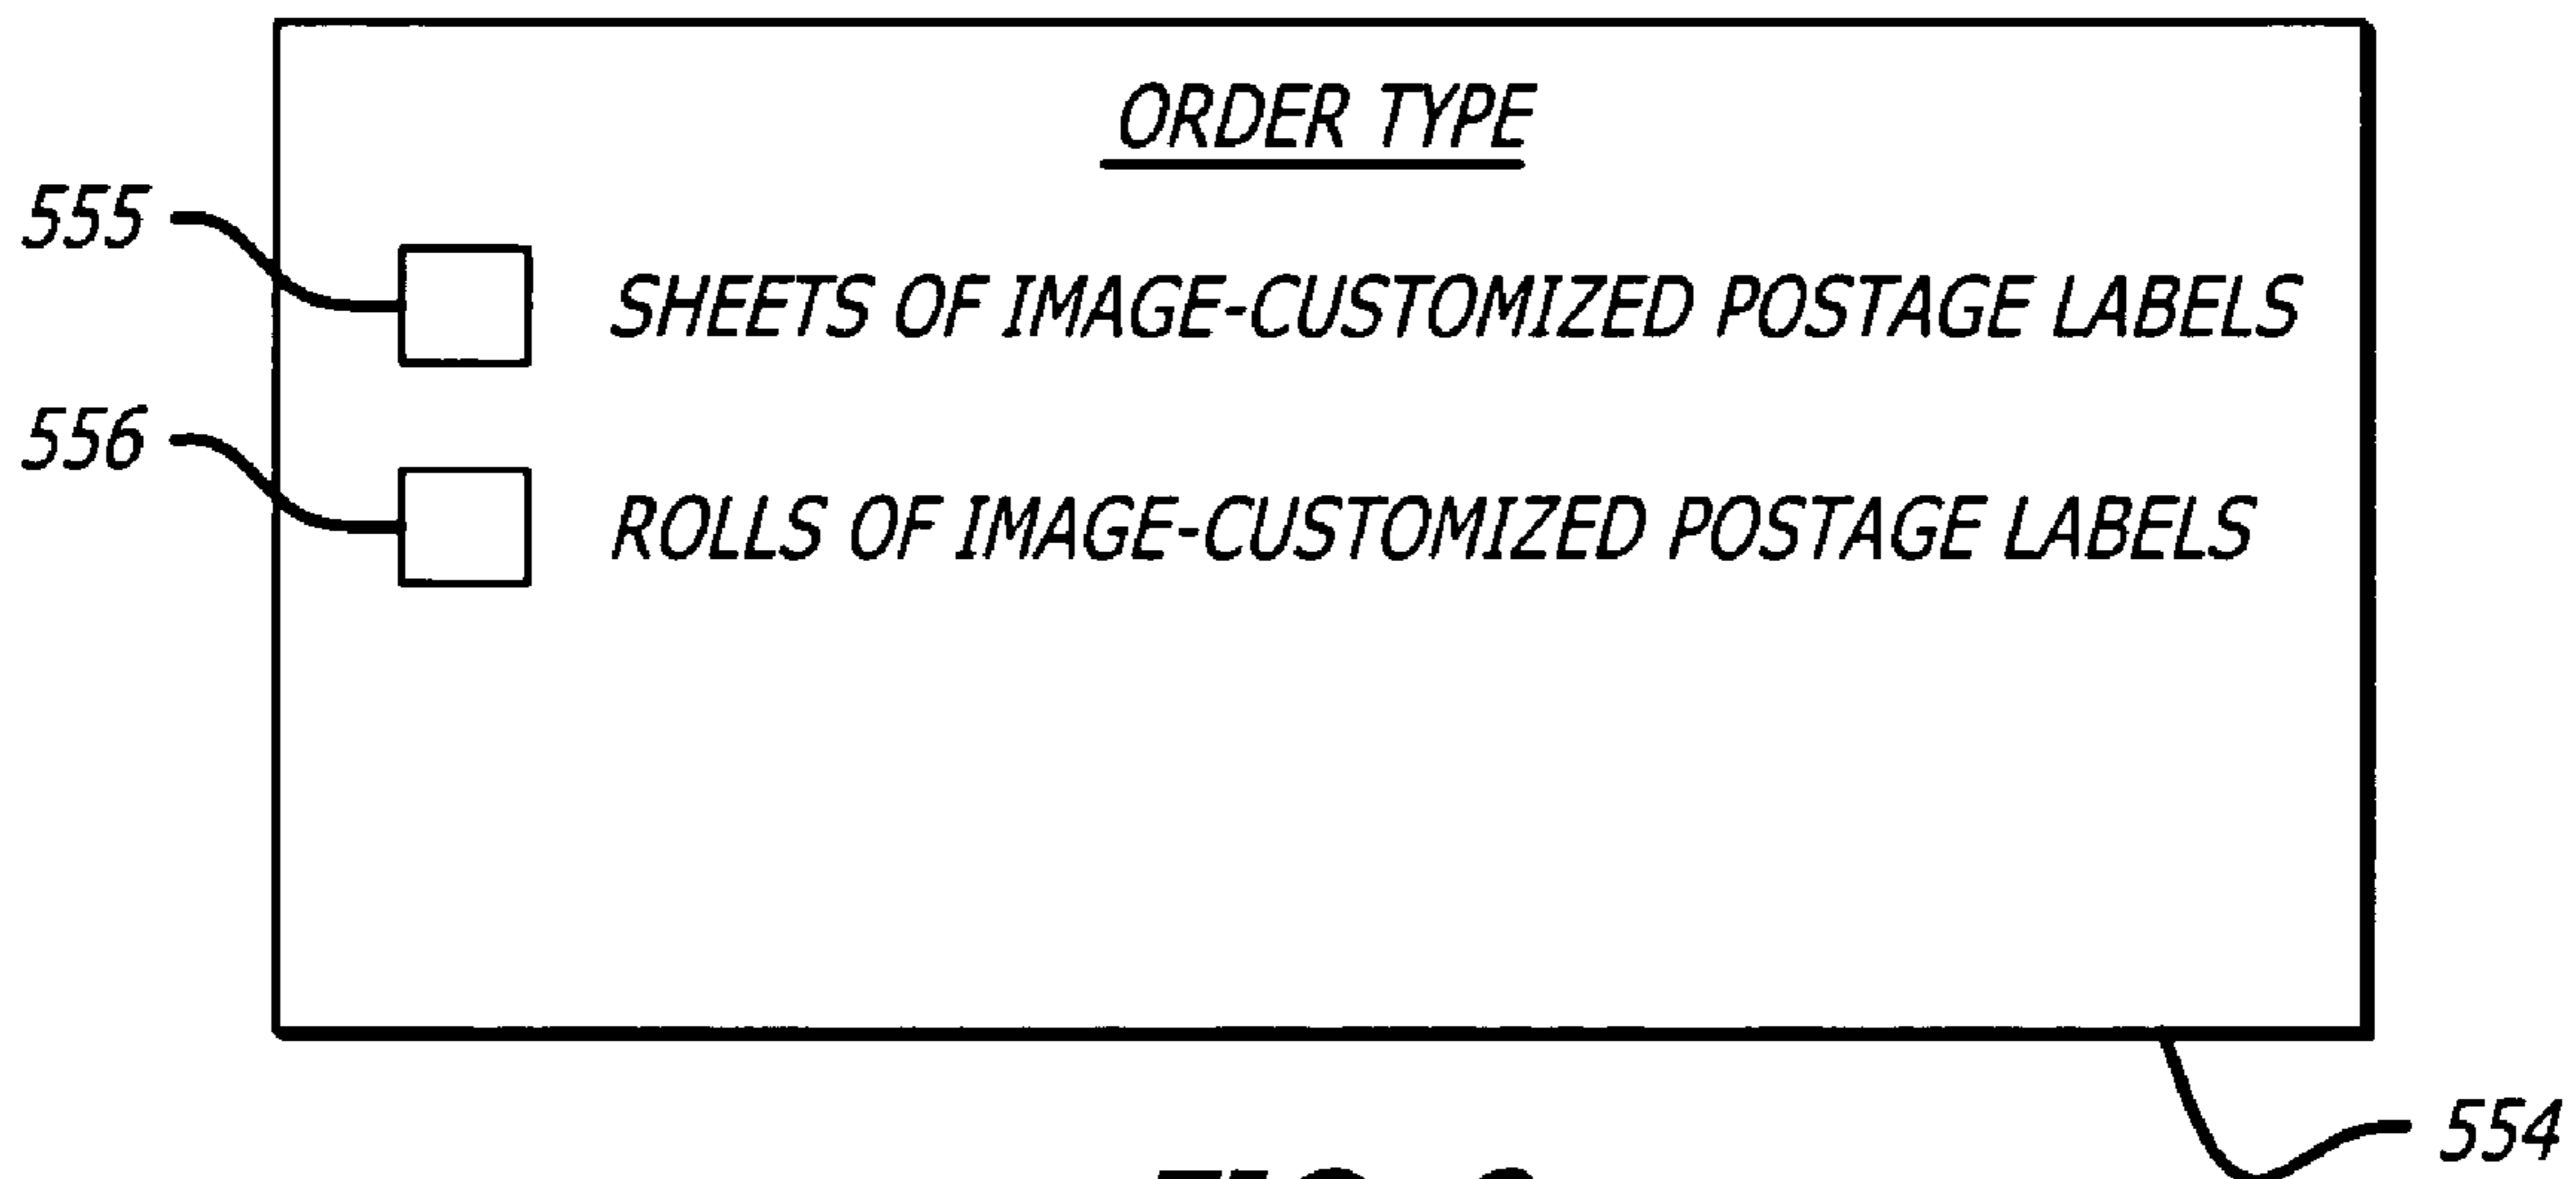 ORDER TYPE
555
SHEETS OF IMAGE-CUSTOMIZED POSTAGE LABELS
556
ROLLS OF IMAGE-CUSTOMIZED POSTAGE LABELS
554